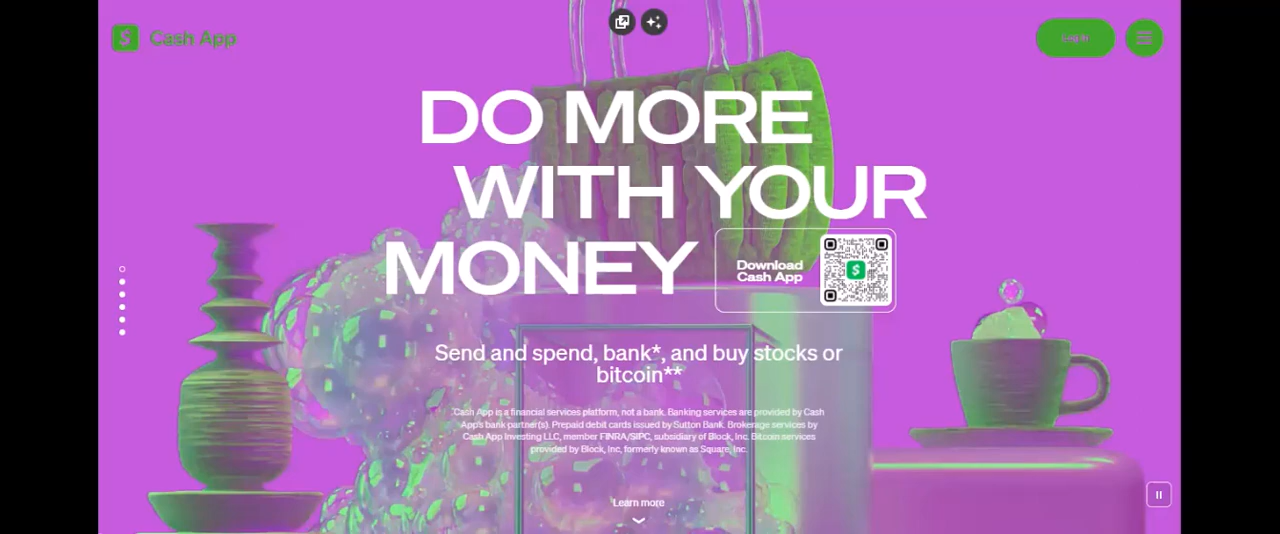 Cash App
Log in
DO MORE
WITH YOUR
MONEY
Download
Cash App
Send and spend, bank*, and buy stocks or
bitcoin**
*Cash App is a financial services platform, not a bank. Banking services are provided by Cash
App's bank partner(s). Prepaid debit cards issued by Sutton Bank. Brokerage services by
Cash App Investing LLC, member FINRA/SIPC, subsidiary of Block, Inc. Bitcoin services
provided by Block, Inc, formerly known as Square, Inc.
Learn more